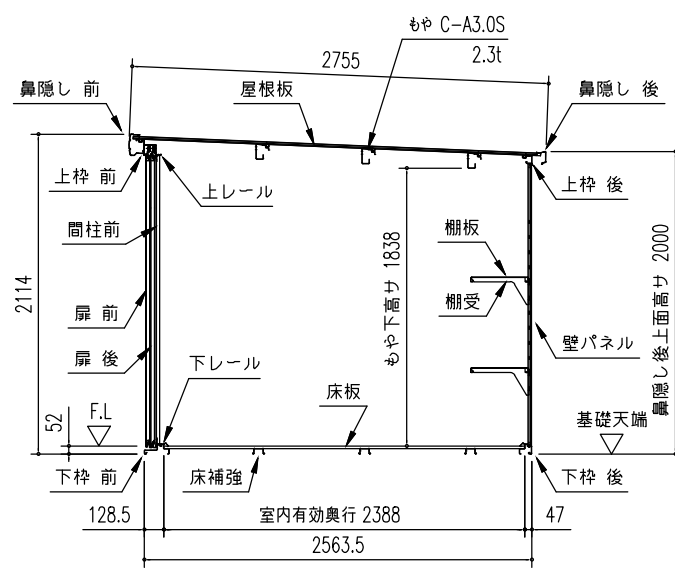 もや C-A3.0S
2.3t
2755
鼻隠し 前
屋根板
鼻隠し 後
上枠 前
上レール
上枠 後
間柱前
棚板
もや下高サ 1838
棚受
2114
鼻隠し後上面高サ 2000
扉 前
壁パネル
扉 後
下レール
床板
F.L
基礎天端
52
下枠 前
床補強
下枠 後
128.5
室内有効奥行 2388
47
2563.5